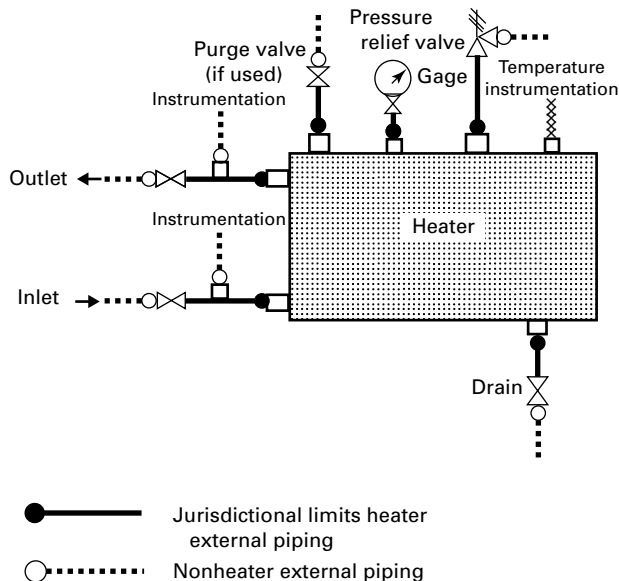 Pressure
relief valve
Purge valve
(if used)
Gage
Temperature
instrumentation
Instrumentation
Outlet
Instrumentation
Heater
Inlet
Drain
Jurisdictional limits heater
external piping
Nonheater external piping